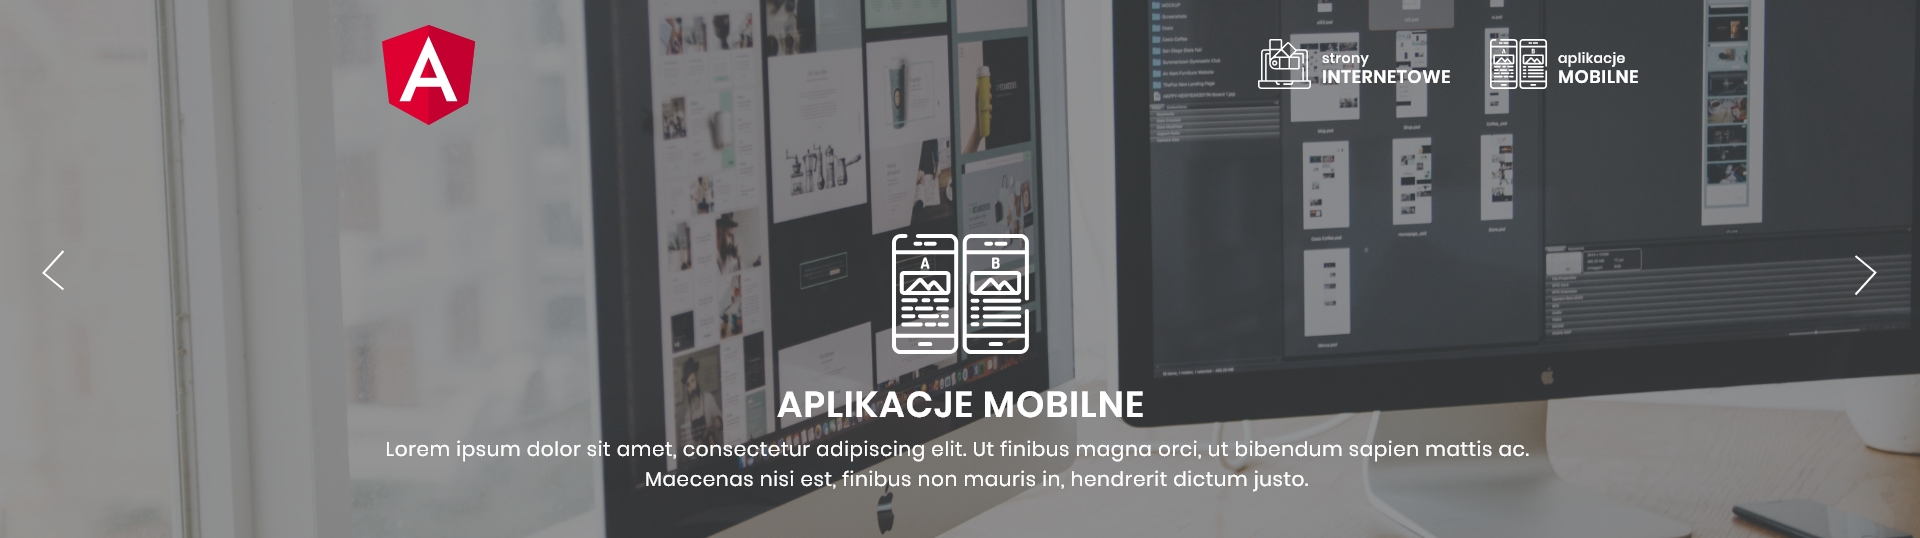 A
strony
INTERNETOWE
aplikacje
MOBILNE
A B
APLIKACJE MOBILNE
Lorem ipsum dolor sit amet, consectetur adipiscing elit. Ut finibus magna orci, ut bibendum sapien mattis ac.
Maecenas nisi est, finibus non mauris in, hendrerit dictum justo.